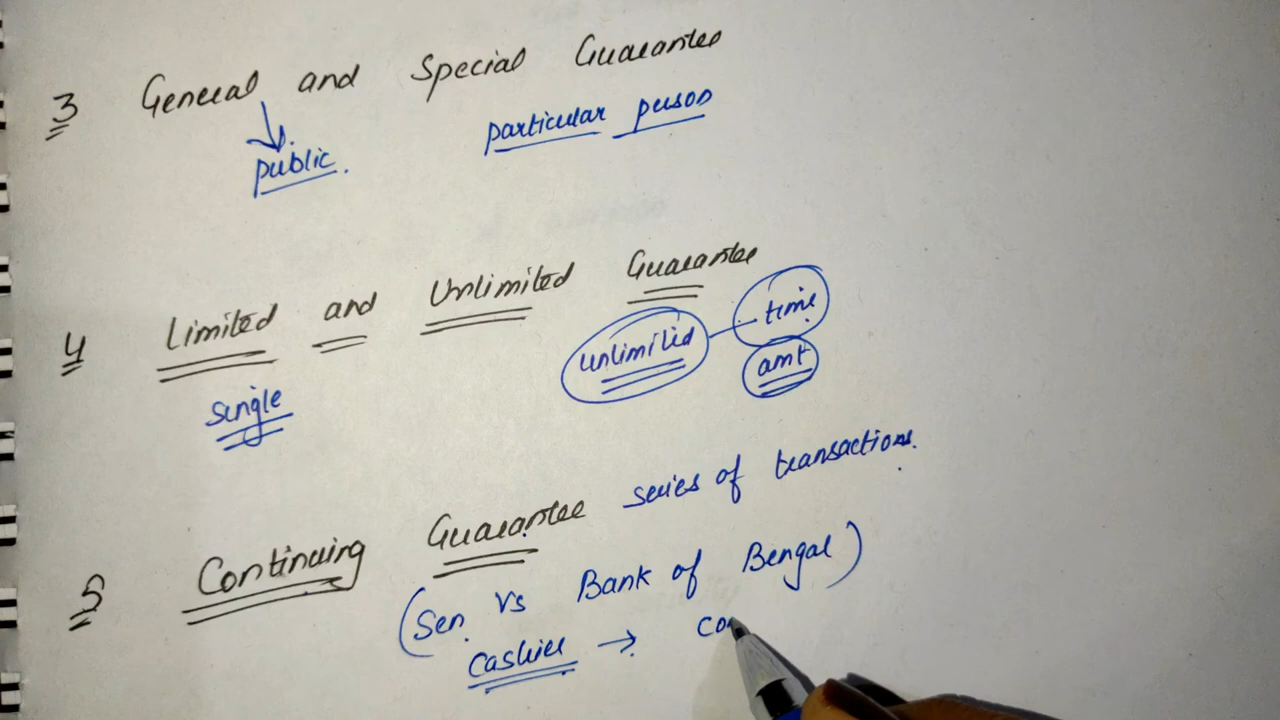 3 General and Special Guarantee
public. particular person
4 Limited and Unlimited Guarantee
single unlimited time
amt
5 Continuing Guarantee series of transactions.
(Sen vs Bank of Bengal)
cashier → co